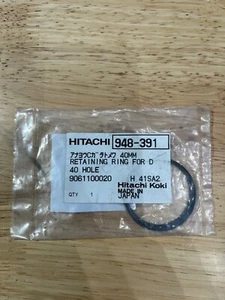 HITACHI 948-391
アナヨウCガタトメワ 40MM
RETAINING RING FOR D
40 HOLE
9061100020 H 41SA2
Hitachi Koki
QTY 1 MADE IN
JAPAN